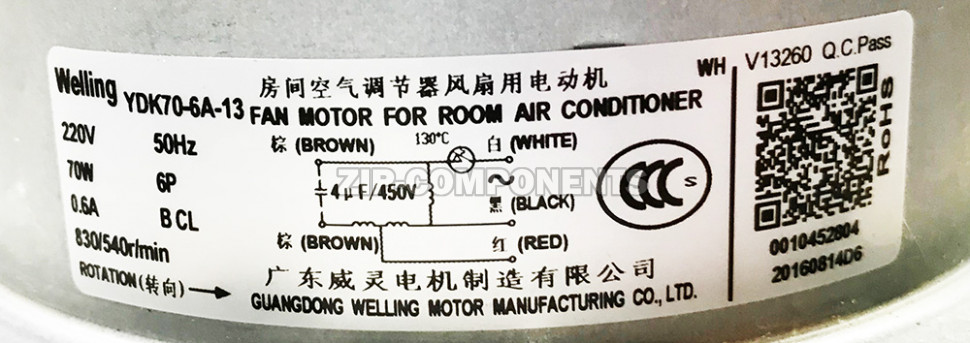 Welling YDK70-6A-13
房间空气调节器风扇用电动机
FAN MOTOR FOR ROOM AIR CONDITIONER
WH
220V 50Hz
70W 6P
0.6A B CL
830/540r/min
ROTATION(转向)
棕 (BROWN)
130°C
白 (WHITE)
4μF/450V
~
黑 (BLACK)
棕 (BROWN)
红 (RED)
CCC S
广东威灵电机制造有限公司
GUANGDONG WELLING MOTOR MANUFACTURING CO., LTD.
V13260 Q.C.Pass
RoHS
0010452804
20160814D6
ZIP-COMPONENTS